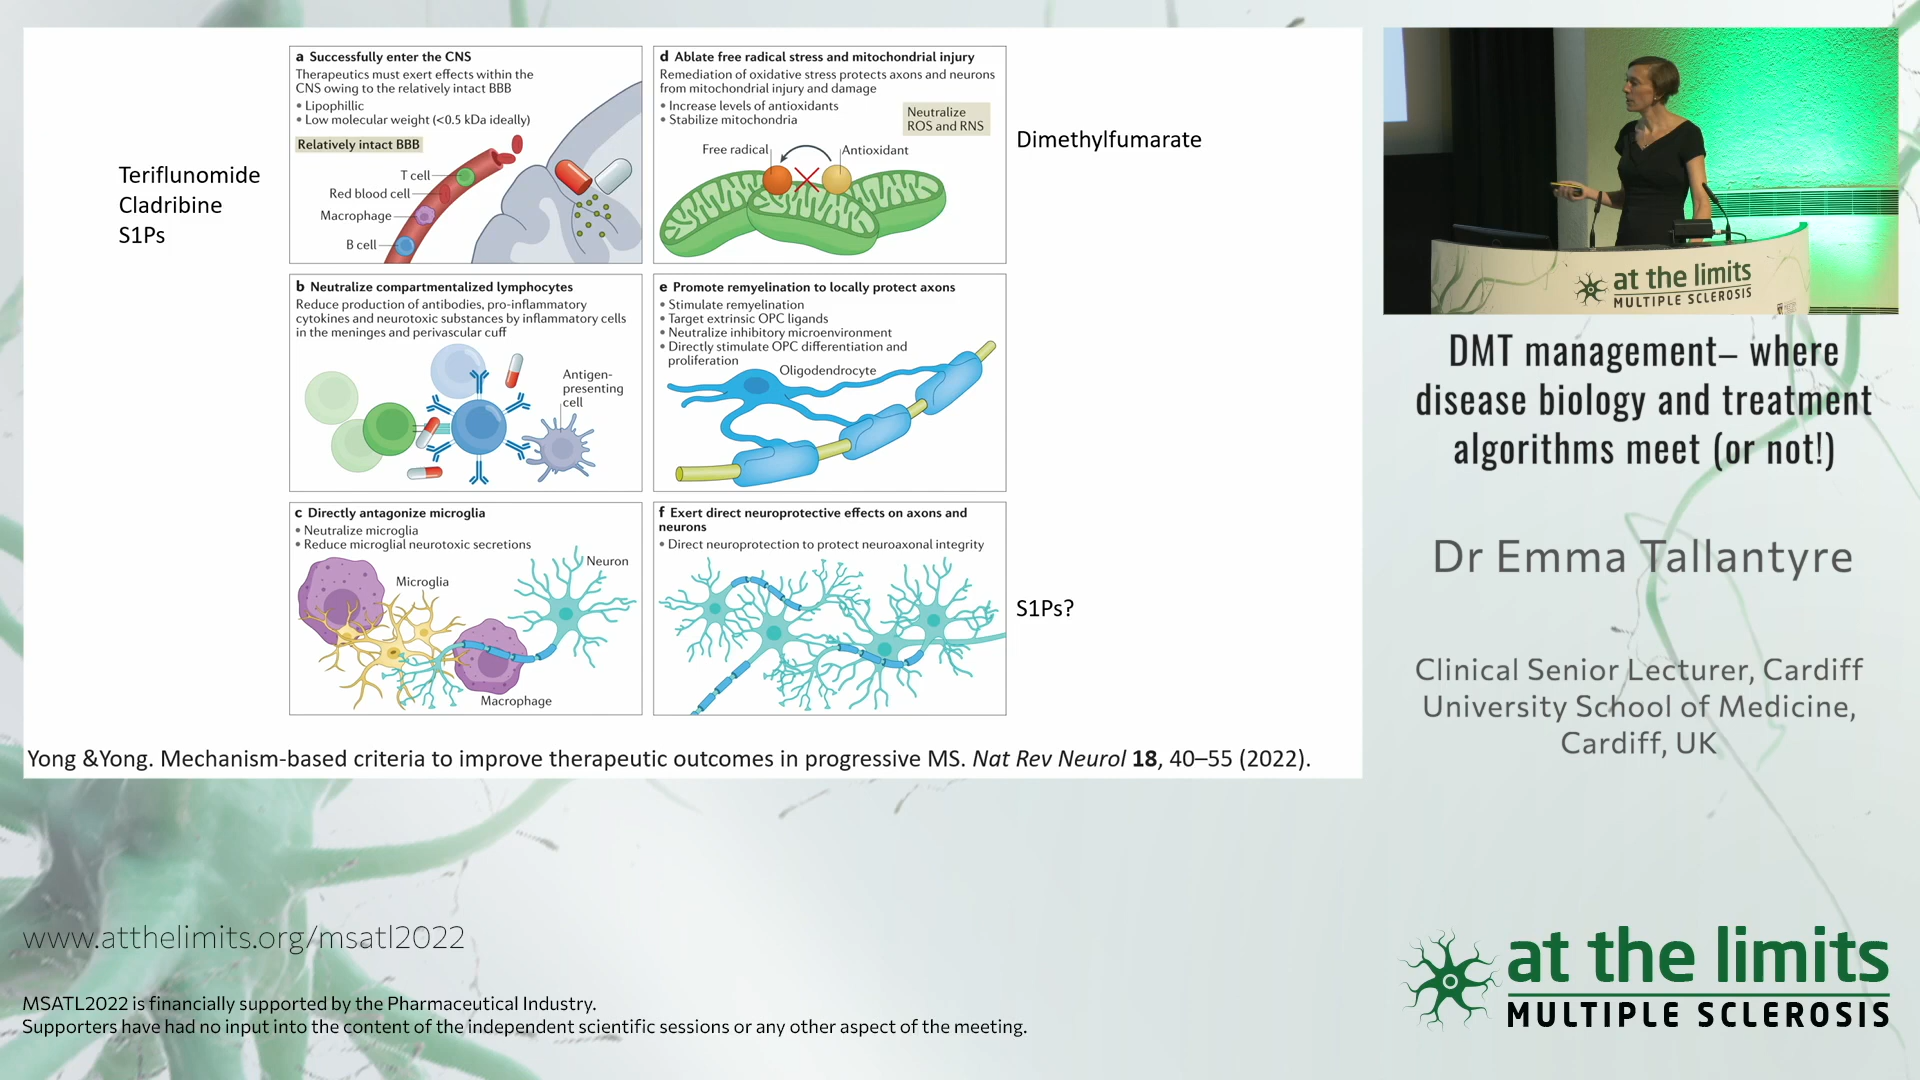 a Successfully enter the CNS
Therapeutics must exert effects within the
CNS owing to the relatively intact BBB
• Lipophillic
• Low molecular weight (<0.5 kDa ideally)
Relatively intact BBB
T cell
Red blood cell
Macrophage
B cell
Teriflunomide
Cladribine
S1Ps
d Ablate free radical stress and mitochondrial injury
Remediation of oxidative stress protects axons and neurons
from mitochondrial injury and damage
• Increase levels of antioxidants
• Stabilize mitochondria
Neutralize
ROS and RNS
Free radical
Antioxidant
Dimethylfumarate
b Neutralize compartmentalized lymphocytes
Reduce production of antibodies, pro-inflammatory
cytokines and neurotoxic substances by inflammatory cells
in the meninges and perivascular cuff
Antigen-
presenting
cell
e Promote remyelination to locally protect axons
• Stimulate remyelination
• Target extrinsic OPC ligands
• Neutralize inhibitory microenvironment
• Directly stimulate OPC differentiation and
proliferation
Oligodendrocyte
c Directly antagonize microglia
• Neutralize microglia
• Reduce microglial neurotoxic secretions
Neuron
Microglia
Macrophage
f Exert direct neuroprotective effects on axons and
neurons
• Direct neuroprotection to protect neuroaxonal integrity
S1Ps?
Yong &Yong. Mechanism-based criteria to improve therapeutic outcomes in progressive MS. Nat Rev Neurol 18, 40–55 (2022).
at the limits
MULTIPLE SCLEROSIS
DMT management– where
disease biology and treatment
algorithms meet (or not!)
Dr Emma Tallantyre
Clinical Senior Lecturer, Cardiff
University School of Medicine,
Cardiff, UK
www.atthelimits.org/msatl2022
MSATL2022 is financially supported by the Pharmaceutical Industry.
Supporters have had no input into the content of the independent scientific sessions or any other aspect of the meeting.
at the limits
MULTIPLE SCLEROSIS